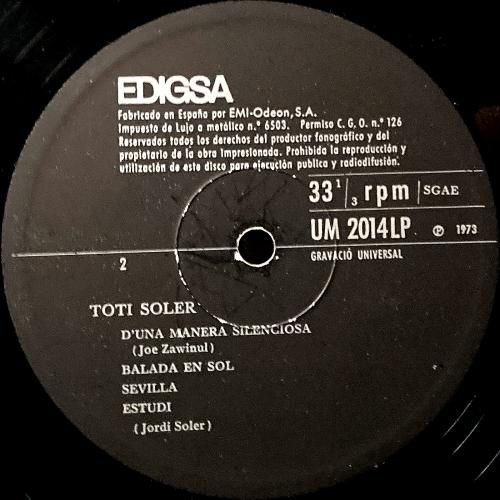 EDIGSA
Fabricado en España por EMI-Odeon, S.A.
Impuesto de Lujo a metálico n.º 6503. Permiso C. G. O. n.º 126
Reservados todos los derechos del productor fonográfico y del
propietario de la obra impresionada. Prohibida la reproducción y
utilización de este disco para ejecución publica y radiodifusión.
33 1/3 rpm SGAE
UM 2014 LP ℗ 1973
GRAVACIÓ UNIVERSAL
2
TOTI SOLER
D'UNA MANERA SILENCIOSA
(Joe Zawinul)
BALADA EN SOL
SEVILLA
ESTUDI
(Jordi Soler)